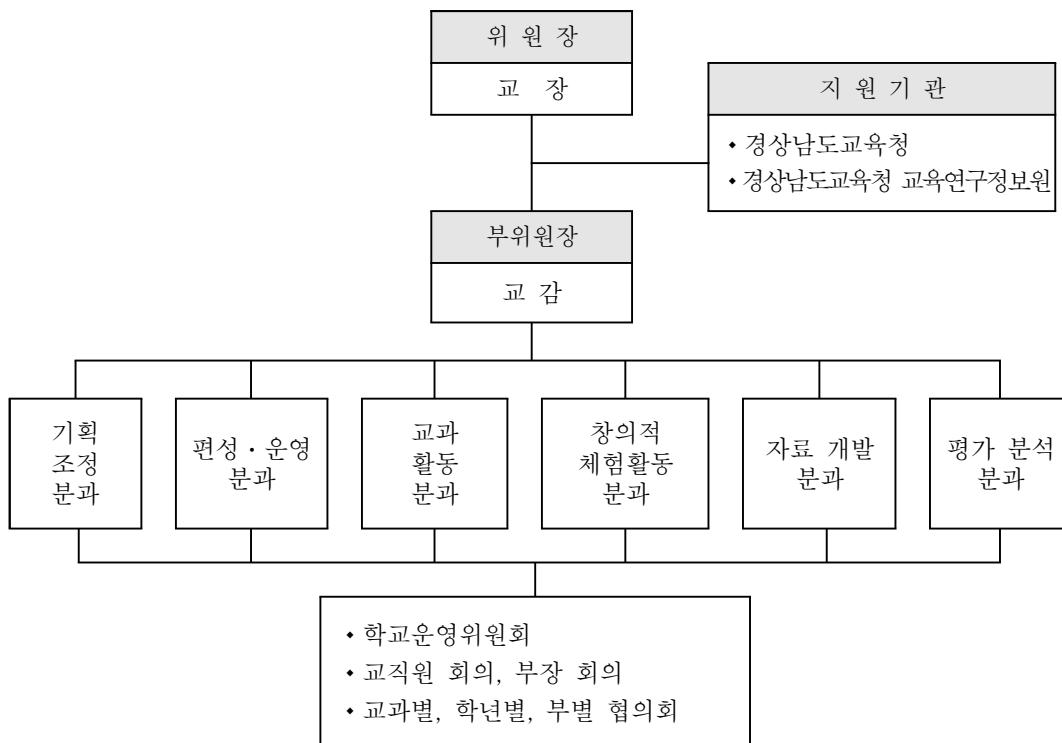 위 원 장
교 장
지 원 기 관
◆ 경상남도교육청
◆ 경상남도교육청 교육연구정보원
부위원장
교 감
기획
조정
분과
편성·운영
분과
교과
활동
분과
창의적
체험활동
분과
자료 개발
분과
평가 분석
분과
◆ 학교운영위원회
◆ 교직원 회의, 부장 회의
◆ 교과별, 학년별, 부별 협의회